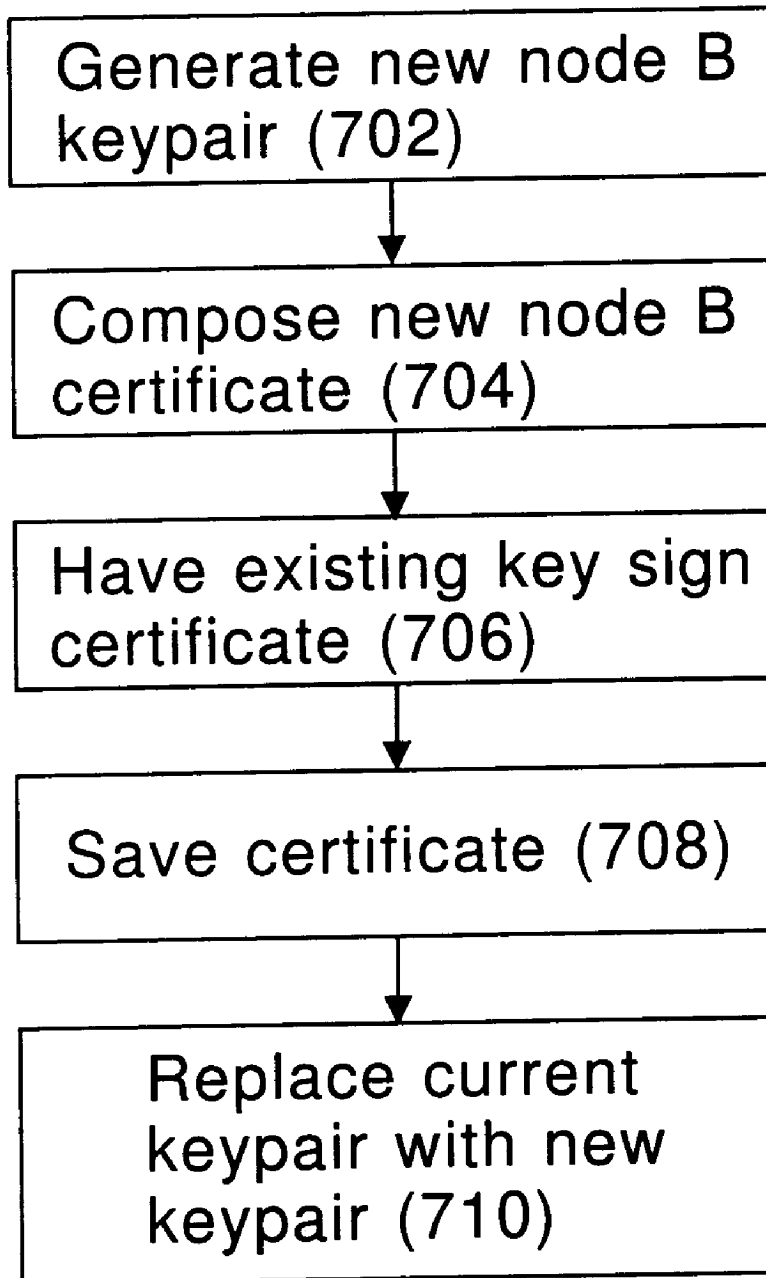 Generate new node B
keypair (702)
Compose new node B
certificate (704)
Have existing key sign
certificate (706)
Save certificate (708)
Replace current
keypair with new
keypair (710)